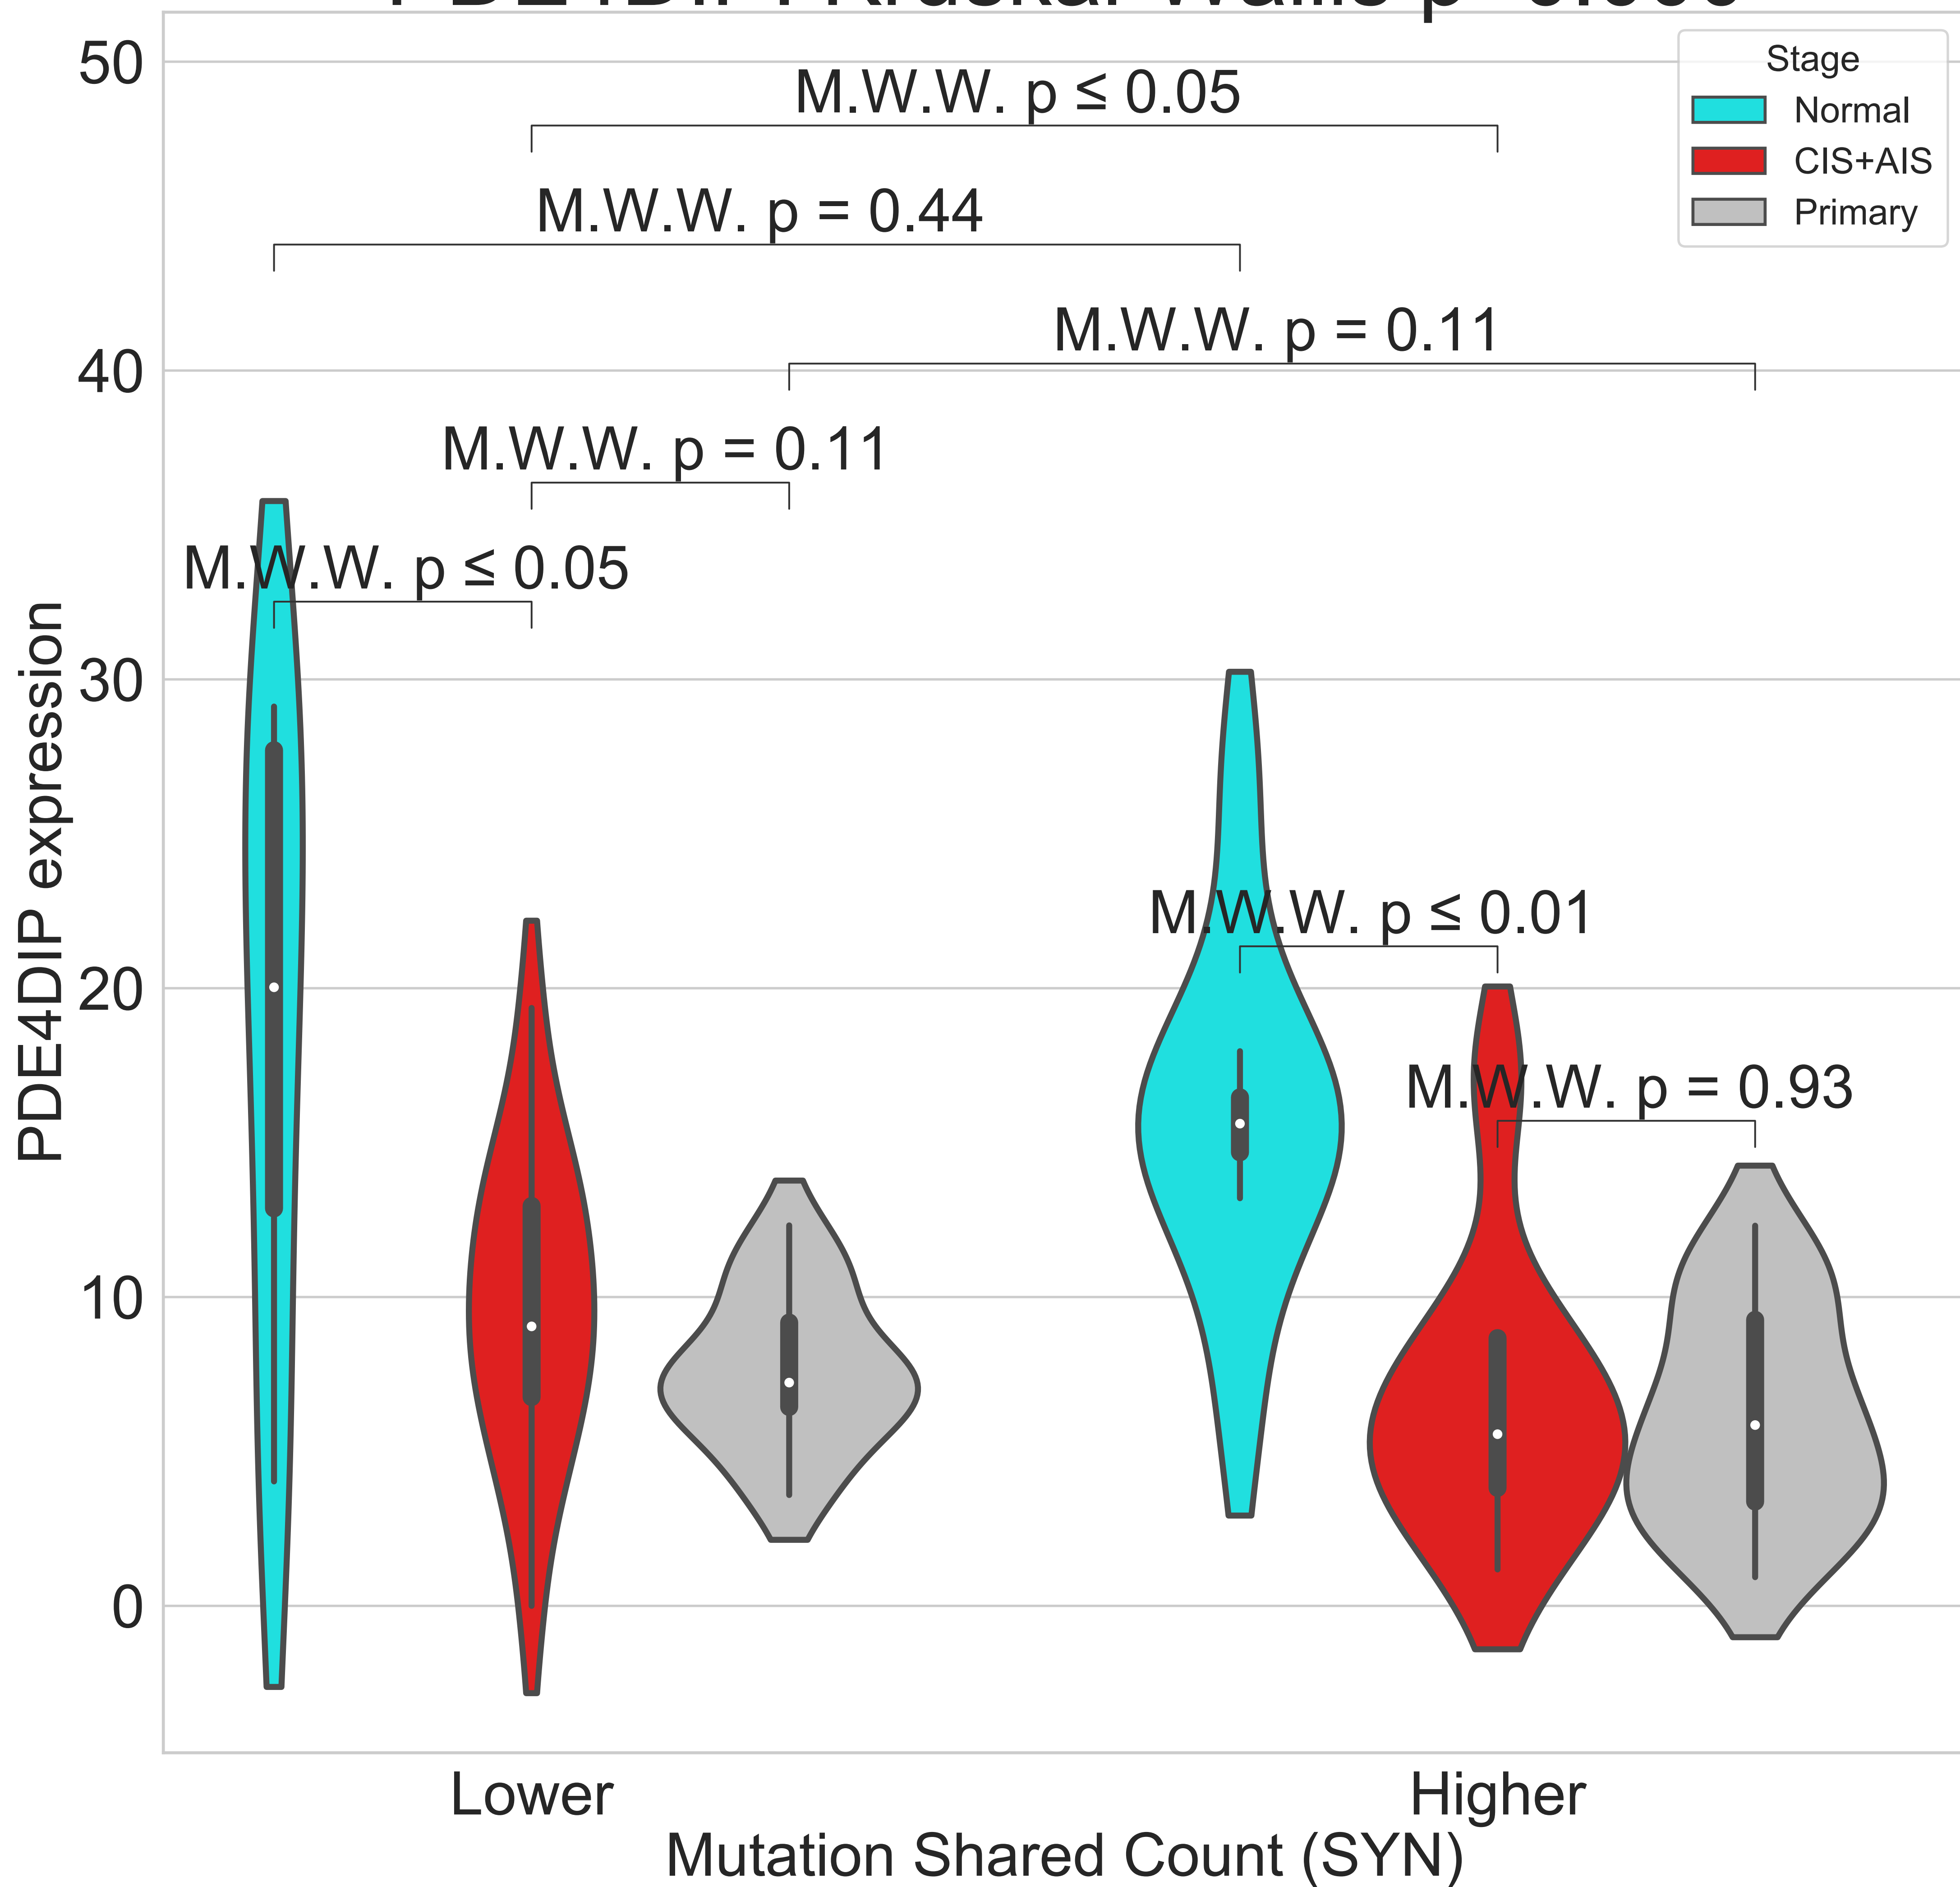 50
40
30
20
10
0
PDE4DIP expression
M.W.W. p ≤ 0.05
M.W.W. p = 0.44
M.W.W. p = 0.11
M.W.W. p = 0.11
M.W.W. p ≤ 0.05
M.W.W. p ≤ 0.01
M.W.W. p = 0.93
Stage
Normal
CIS+AIS
Primary
Lower
Higher
Mutation Shared Count (SYN)